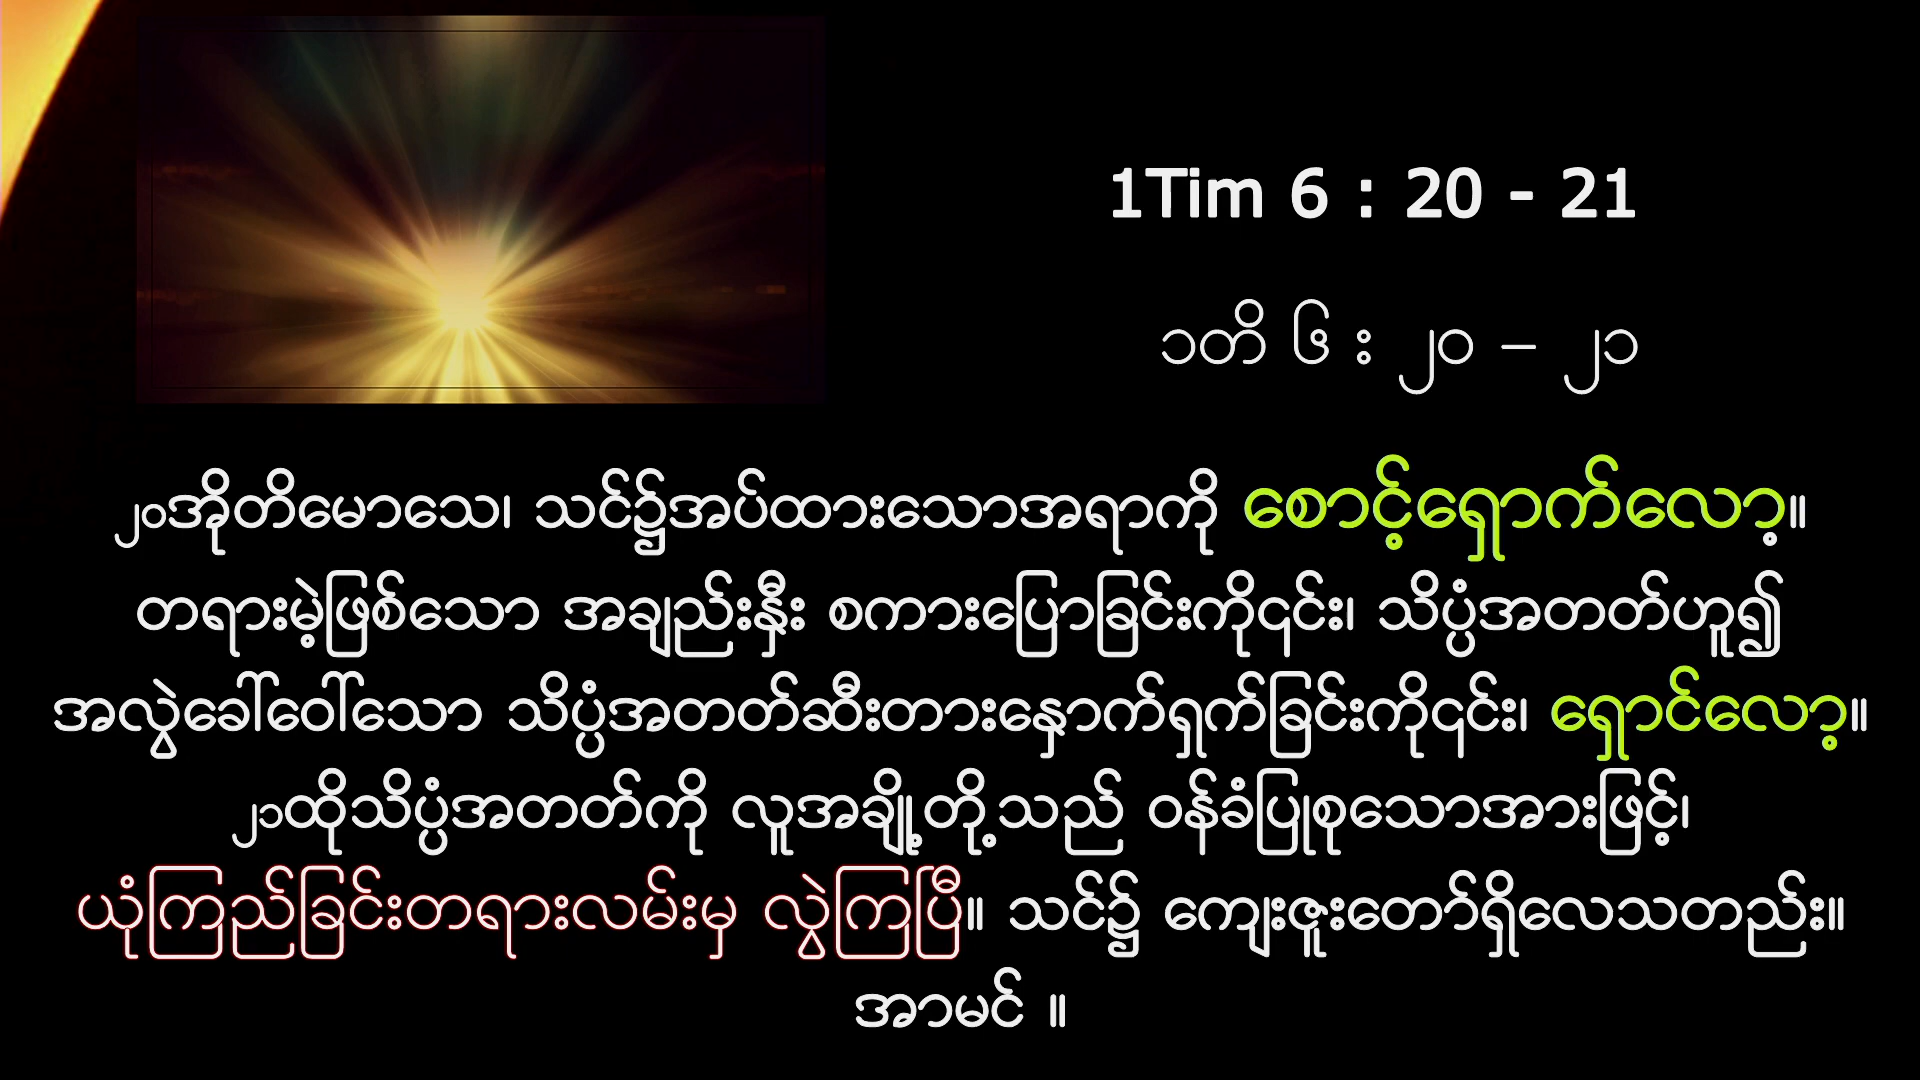 1Tim 6 : 20 - 21
၁တိ ၆ : ၂၀ – ၂၁
၂၀အိုတိမောသေ၊ သင်၌အပ်ထားသောအရာကို စောင့်ရှောက်လော့။
တရားမဲ့ဖြစ်သော အချည်းနှီး စကားပြောခြင်းကို၎င်း၊ သိပ္ပံအတတ်ဟူ၍
အလွဲခေါ်ဝေါ်သော သိပ္ပံအတတ်ဆီးတားနှောက်ရှက်ခြင်းကို၎င်း၊ ရှောင်လော့။
၂၁ထိုသိပ္ပံအတတ်ကို လူအချို့တို့သည် ဝန်ခံပြုစုသောအားဖြင့်၊
ယုံကြည်ခြင်းတရားလမ်းမှ လွဲကြပြီ။ သင်၌ ကျေးဇူးတော်ရှိလေသတည်း။
အာမင် ။